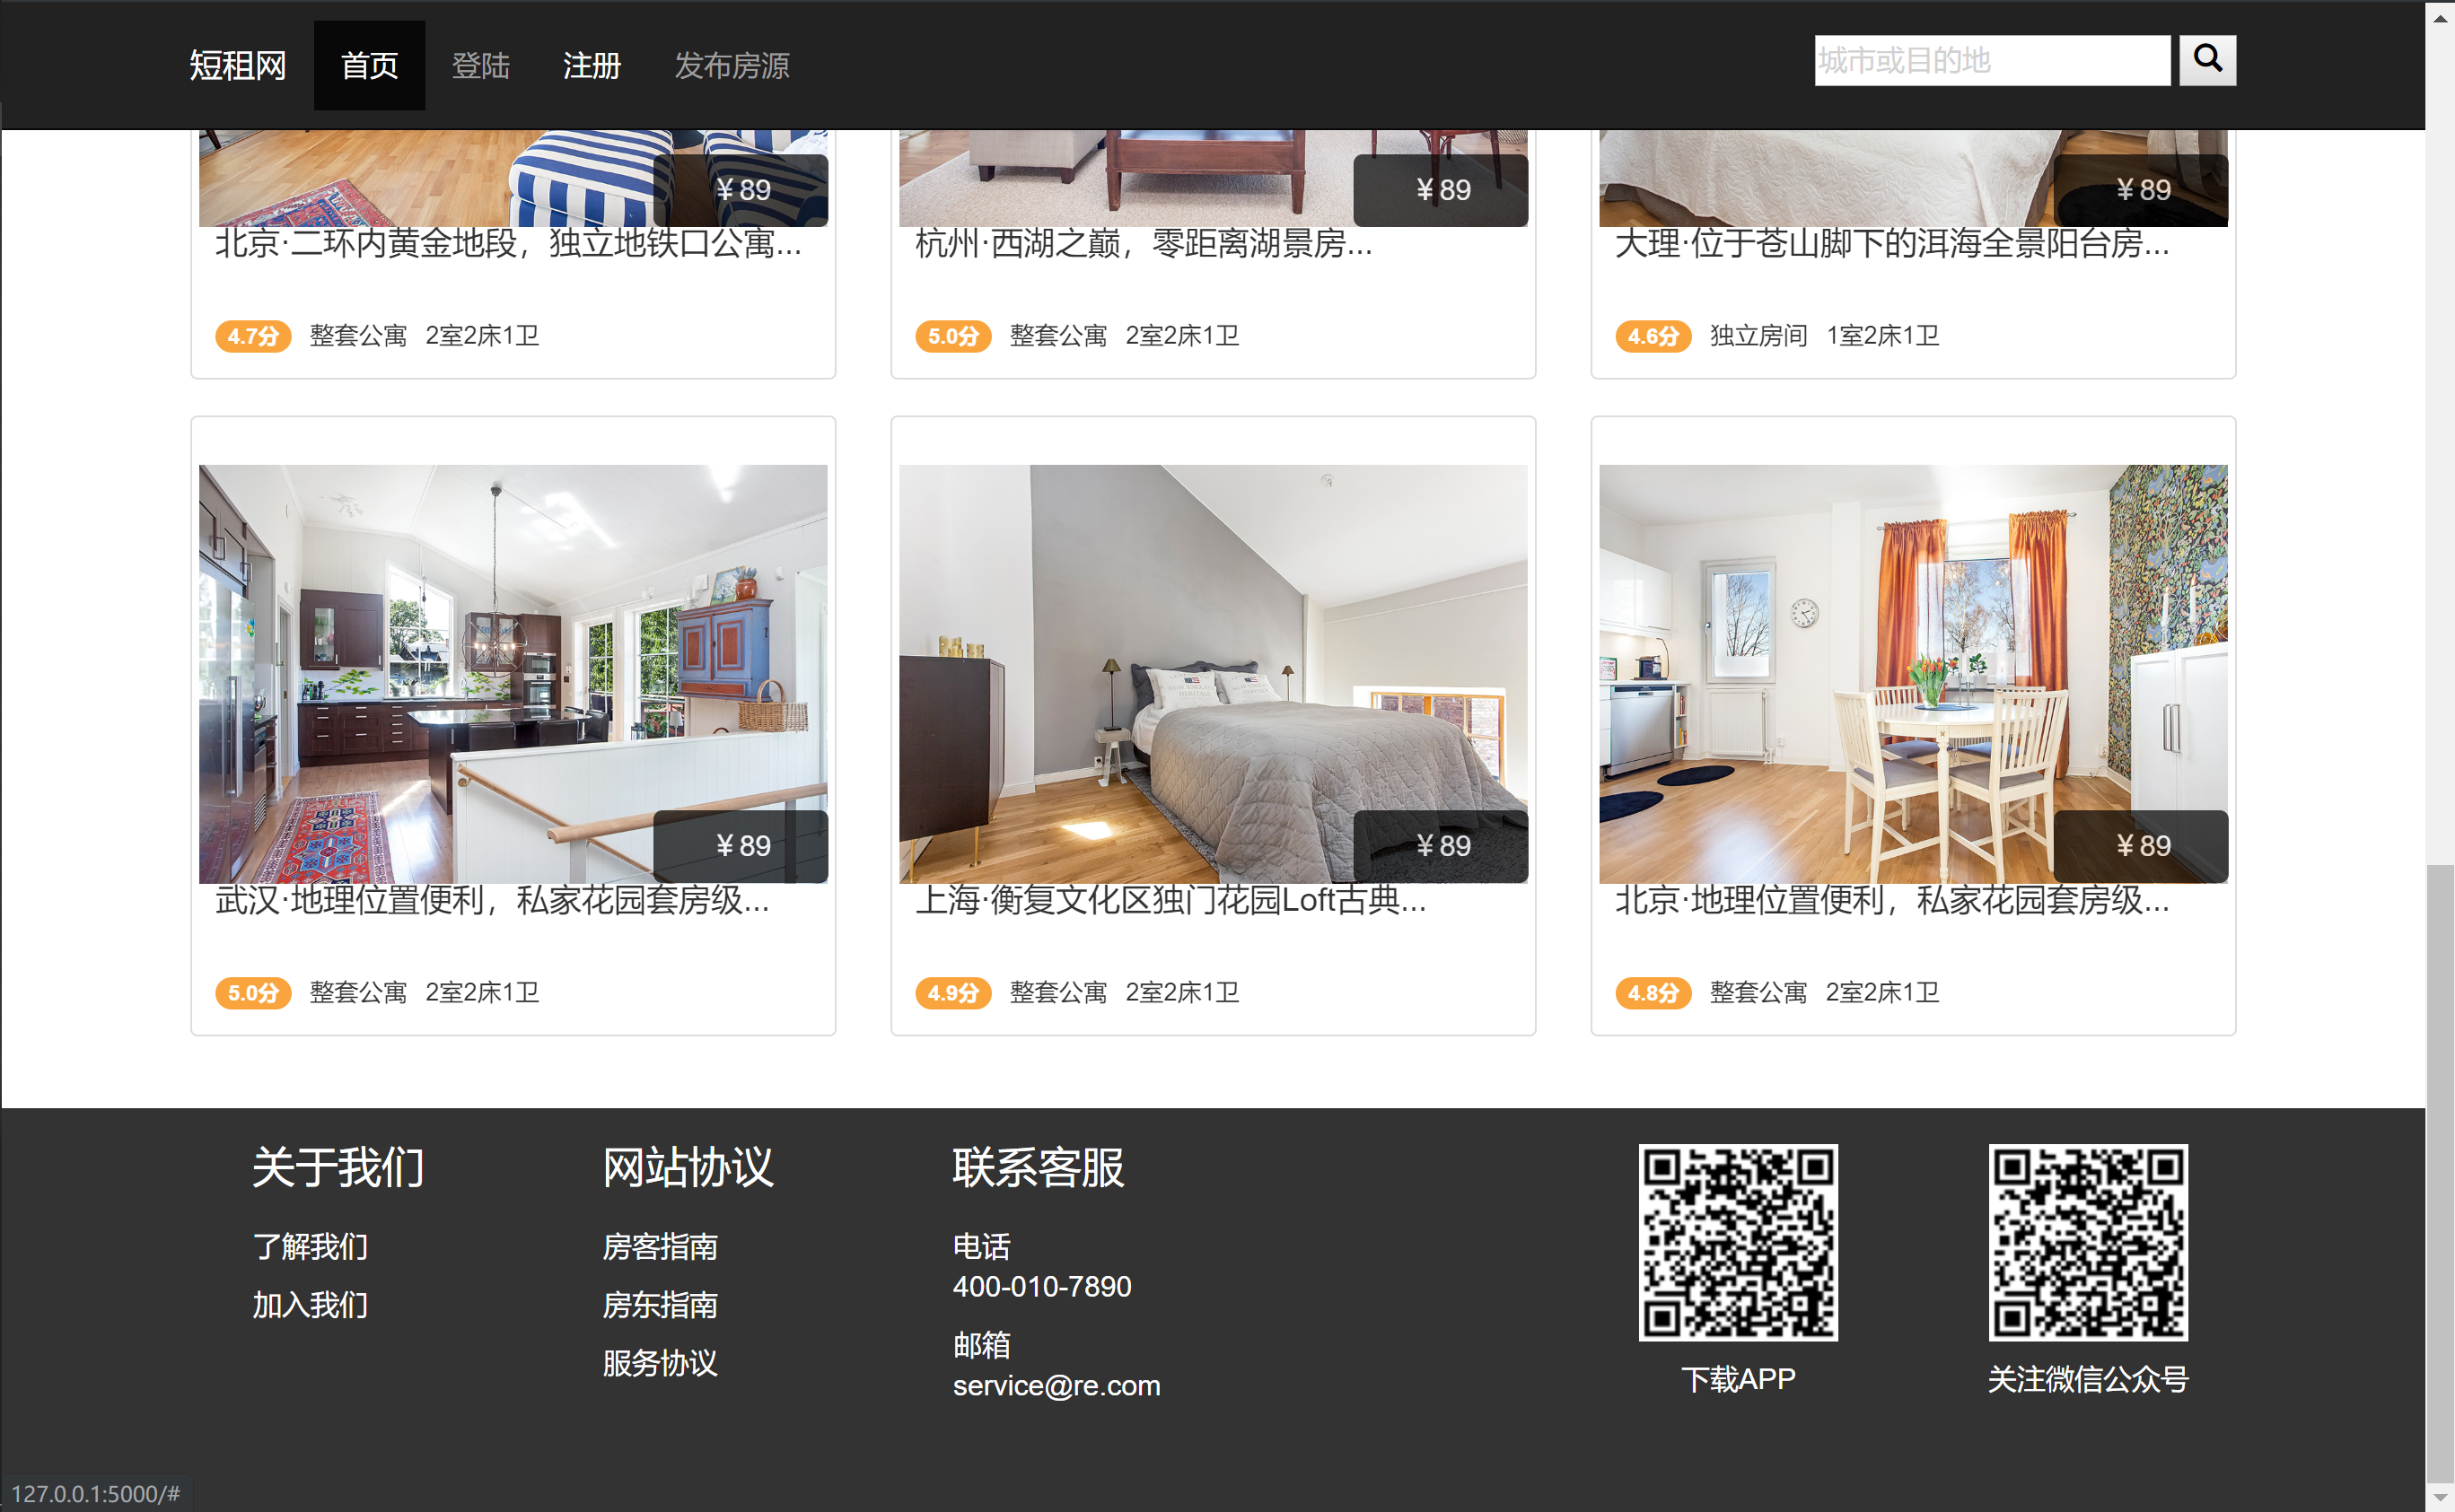 短租网 首页 登陆 注册 发布房源 城市或目的地
￥89 ￥89 ￥89
北京·二环内黄金地段，独立地铁口公寓... 杭州·西湖之巅，零距离湖景房... 大理·位于苍山脚下的洱海全景阳台房...
4.7分 整套公寓 2室2床1卫 5.0分 整套公寓 2室2床1卫 4.6分 独立房间 1室2床1卫
￥89 ￥89 ￥89
武汉·地理位置便利，私家花园套房级... 上海·衡复文化区独门花园Loft古典... 北京·地理位置便利，私家花园套房级...
5.0分 整套公寓 2室2床1卫 4.9分 整套公寓 2室2床1卫 4.8分 整套公寓 2室2床1卫
关于我们 网站协议 联系客服
了解我们 房客指南 电话
400-010-7890
加入我们 房东指南
邮箱
服务协议
service@re.com
下载APP 关注微信公众号
127.0.0.1:5000/#